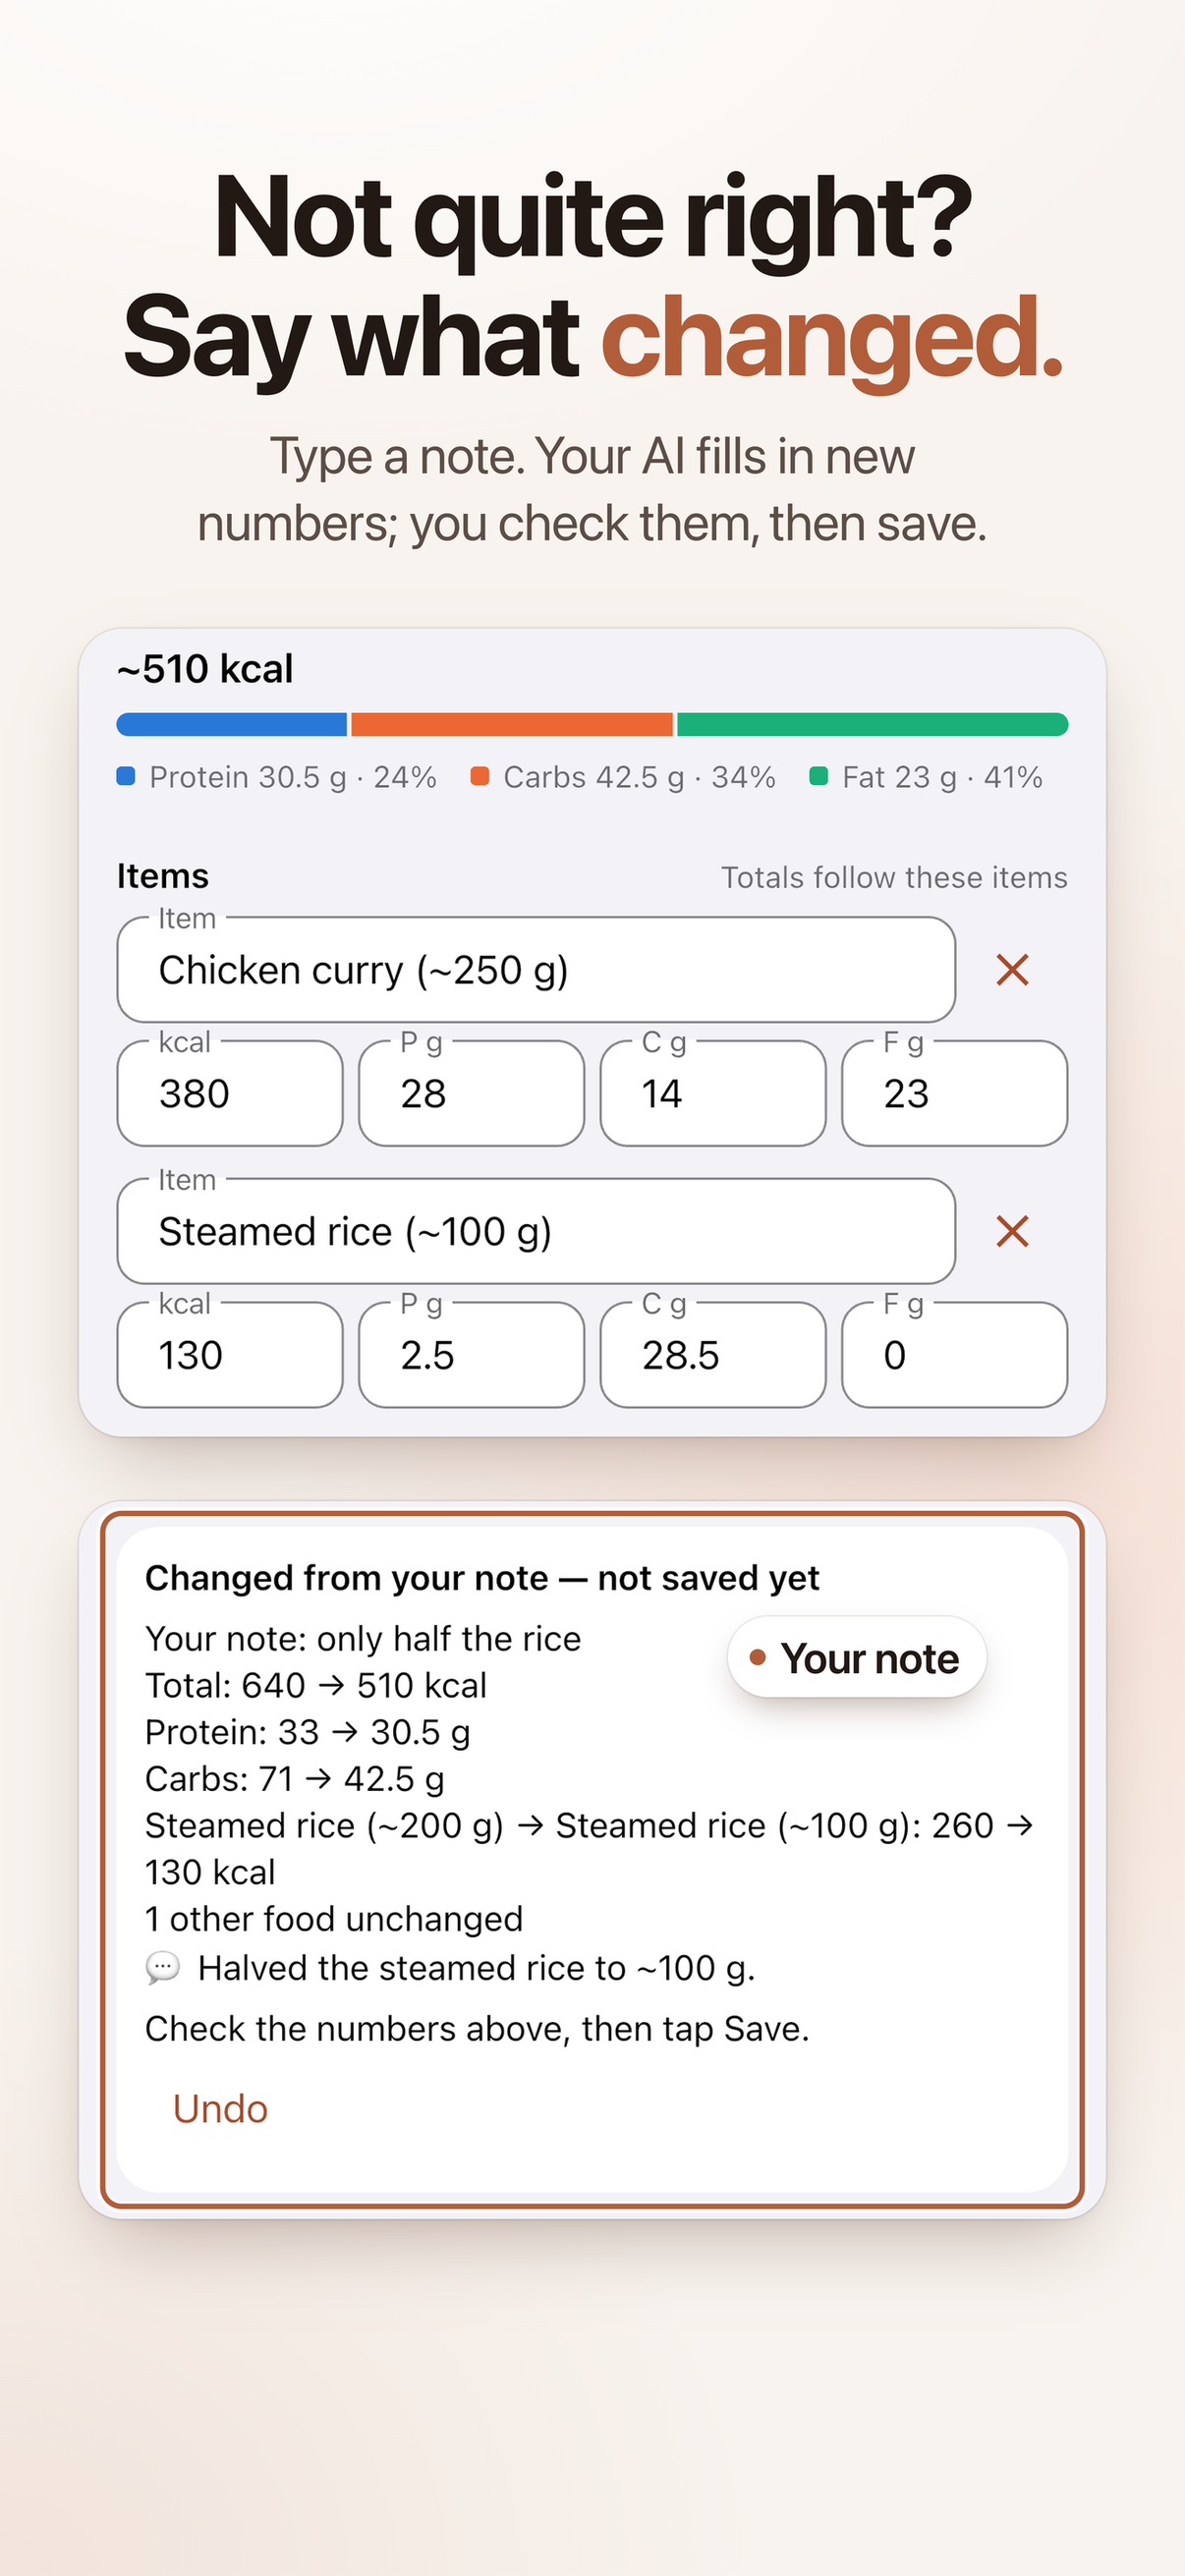 Not quite right?
Say what changed.
Type a note. Your AI fills in new
numbers; you check them, then save.
~510 kcal
Protein 30.5 g · 24% Carbs 42.5 g · 34% Fat 23 g · 41%
Items Totals follow these items
Item
Chicken curry (~250 g)
kcal P g C g F g
380 28 14 23
Item
Steamed rice (~100 g)
kcal P g C g F g
130 2.5 28.5 0
Changed from your note — not saved yet
Your note: only half the rice
Your note
Total: 640 → 510 kcal
Protein: 33 → 30.5 g
Carbs: 71 → 42.5 g
Steamed rice (~200 g) → Steamed rice (~100 g): 260 →
130 kcal
1 other food unchanged
💬 Halved the steamed rice to ~100 g.
Check the numbers above, then tap Save.
Undo